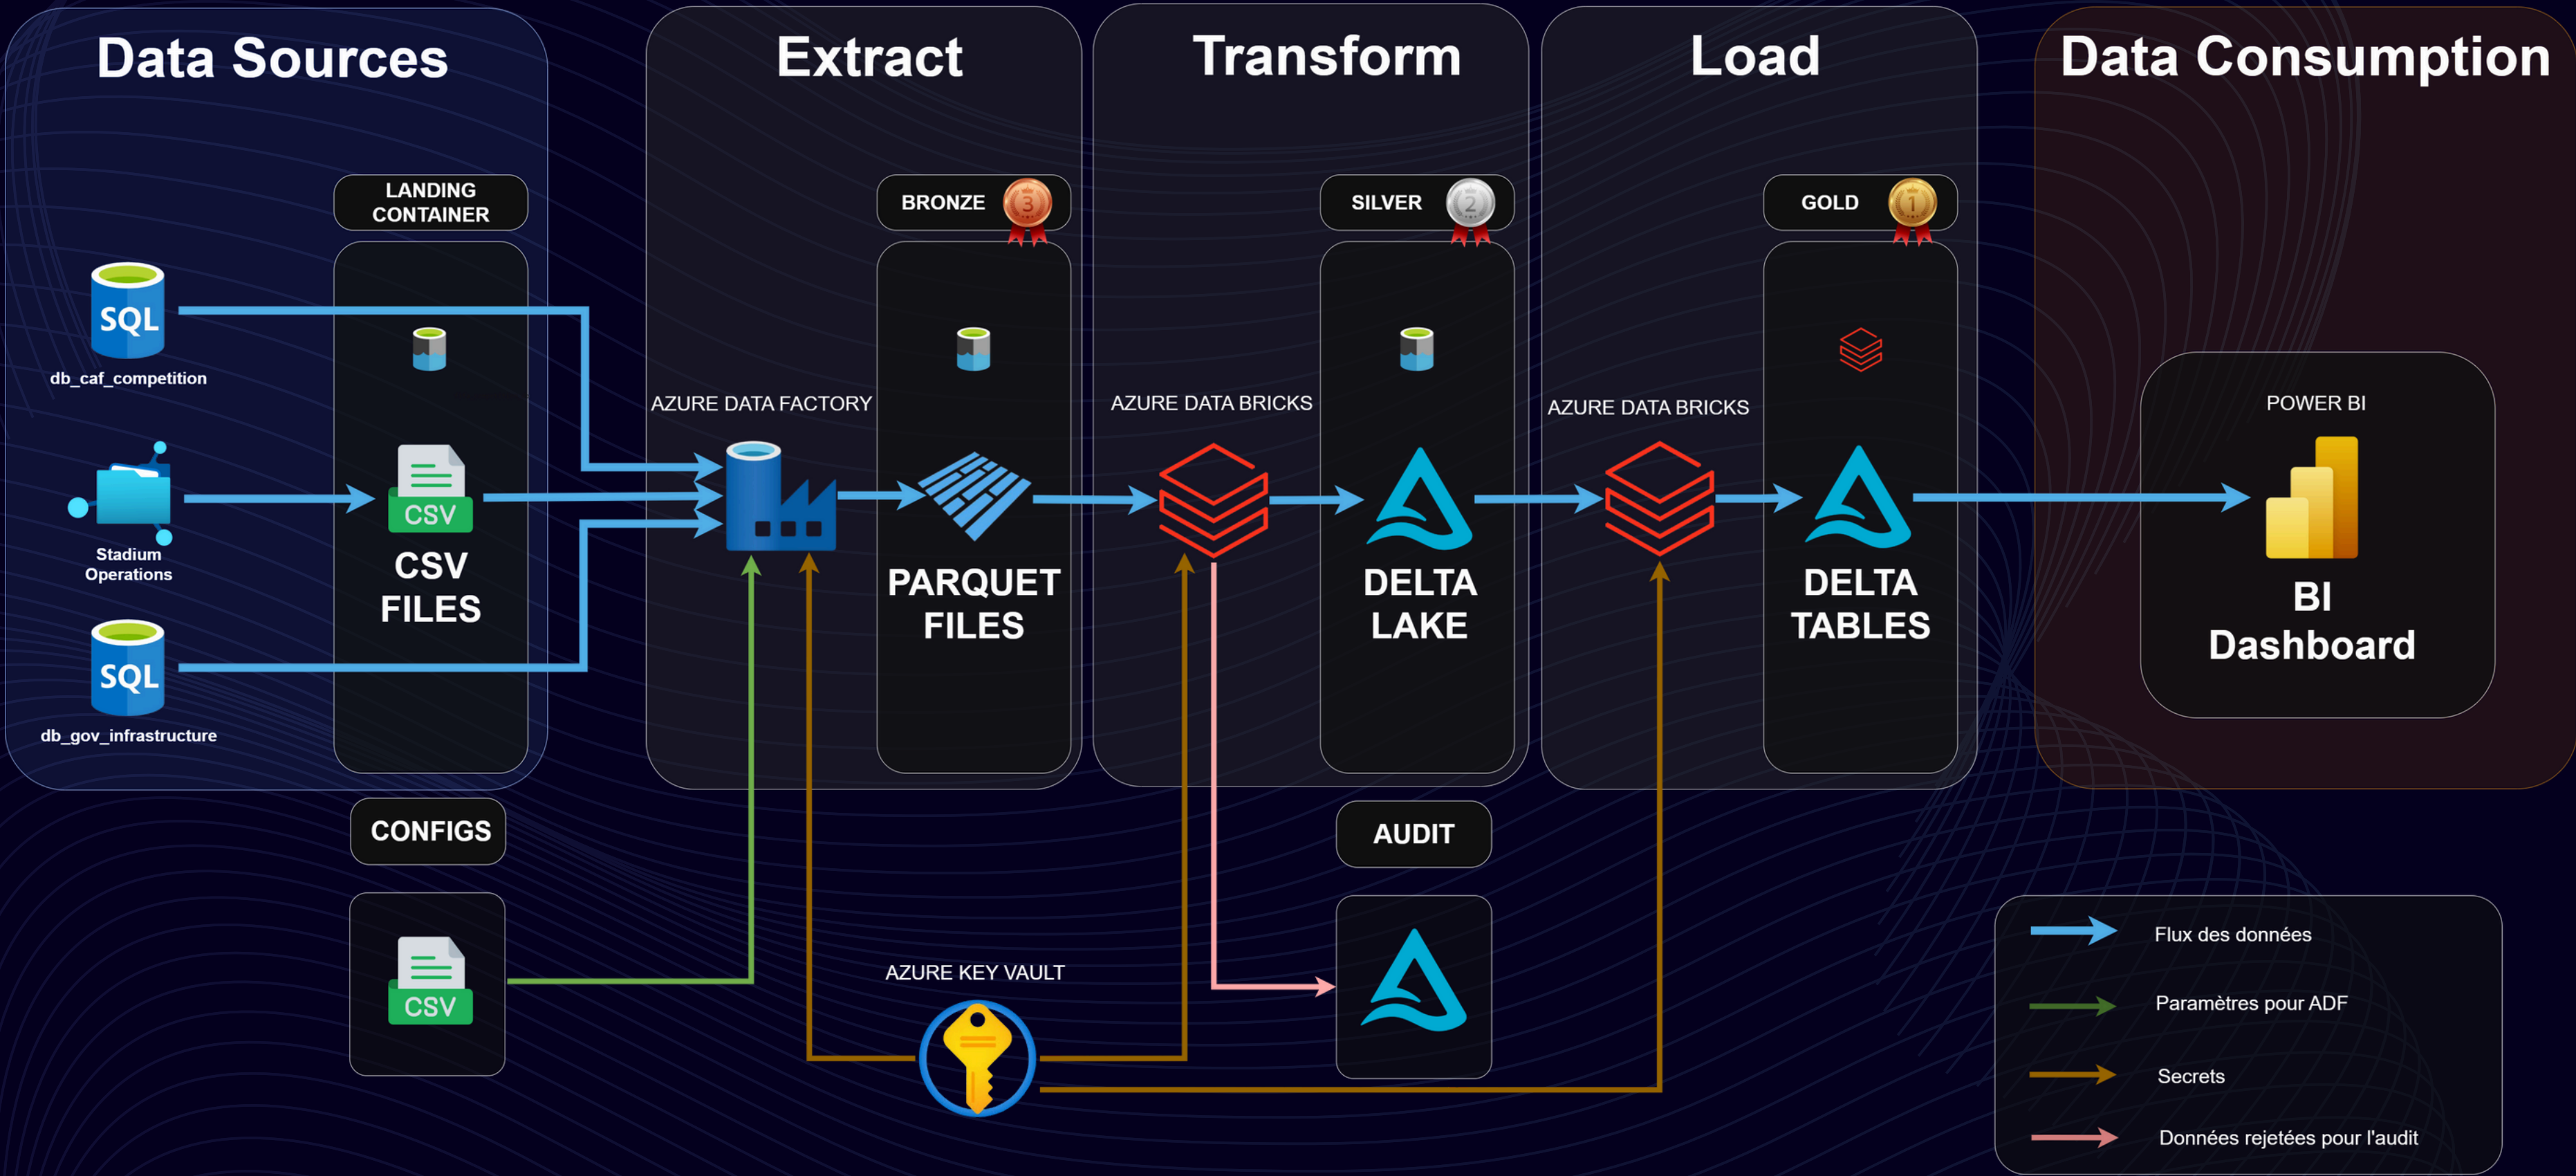 Data Sources
Extract
Transform
Load
Data Consumption
LANDING
CONTAINER
BRONZE
3
SILVER
2
GOLD
1
SQL
db_caf_competition
AZURE DATA FACTORY
AZURE DATA BRICKS
AZURE DATA BRICKS
POWER BI
CSV
Stadium
Operations
CSV
FILES
PARQUET
FILES
DELTA
LAKE
DELTA
TABLES
BI
Dashboard
SQL
db_gov_infrastructure
CONFIGS
AUDIT
CSV
AZURE KEY VAULT
Flux des données
Paramètres pour ADF
Secrets
Données rejetées pour l'audit